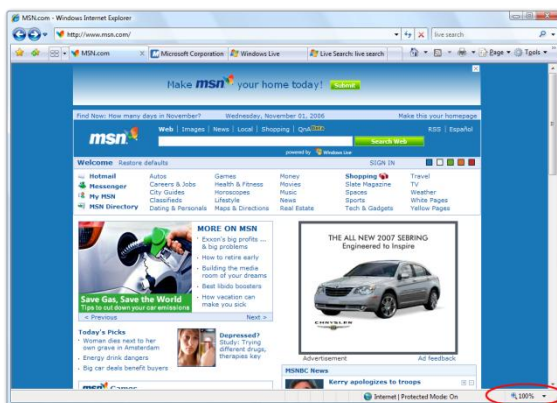 MSN.com - Windows Internet Explorer
http://www.msn.com/
live search
MSN.com
Microsoft Corporation
Windows Live
Live Search: live search
Page
Tools
Make msn your home today! Submit
Find Now: How many days in November?
Wednesday, November 01, 2006
Make this your homepage
msn
Web | Images | News | Local | Shopping | QnA Beta
RSS | Español
Search Web
powered by Windows Live
Welcome Restore defaults
SIGN IN
Hotmail
Messenger
My MSN
MSN Directory
Autos
Careers & Jobs
City Guides
Classifieds
Dating & Personals
Games
Health & Fitness
Horoscopes
Lifestyle
Maps & Directions
Money
Movies
Music
News
Real Estate
Shopping
Slate Magazine
Spaces
Sports
Tech & Gadgets
Travel
TV
Weather
White Pages
Yellow Pages
Save Gas, Save the World
Tips to cut down your car emissions
< Previous
Next >
MORE ON MSN
Exxon's big profits ...
& big problems
How to retire early
Building the media
room of your dreams
Best libido boosters
How vacation can
make you sick
THE ALL NEW 2007 SEBRING
Engineered to Inspire
CHRYSLER
Advertisement
Ad feedback
Today's Picks
Woman dies next to her
own grave in Amsterdam
Energy drink dangers
Big car deals benefit
buyers
Depressed?
Study: Trying
different drugs,
therapies key
MSNBC News
Kerry apologizes to troops
msn Games
Internet | Protected Mode: On
100%